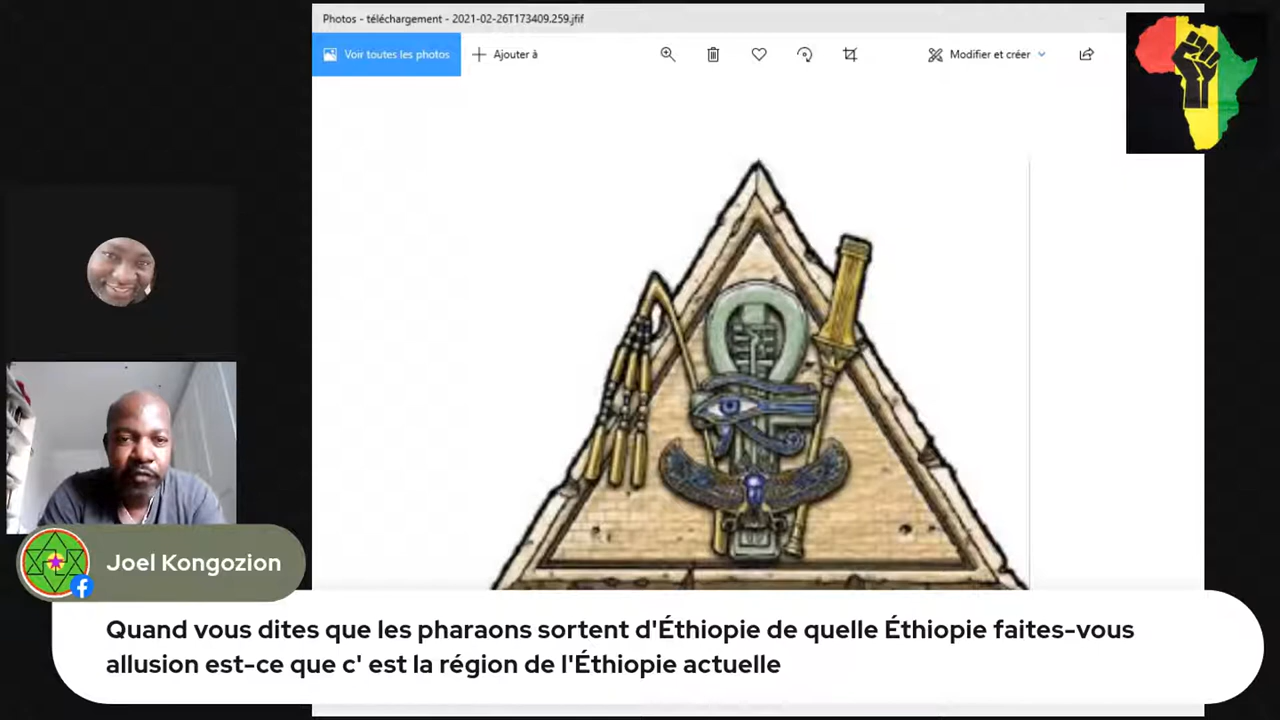 Photos - téléchargement - 2021-02-26T173409.259.jfif
Voir toutes les photos
Ajouter à
Modifier et créer
Joel Kongozion
Quand vous dites que les pharaons sortent d'Éthiopie de quelle Éthiopie faites-vous
allusion est-ce que c' est la région de l'Éthiopie actuelle